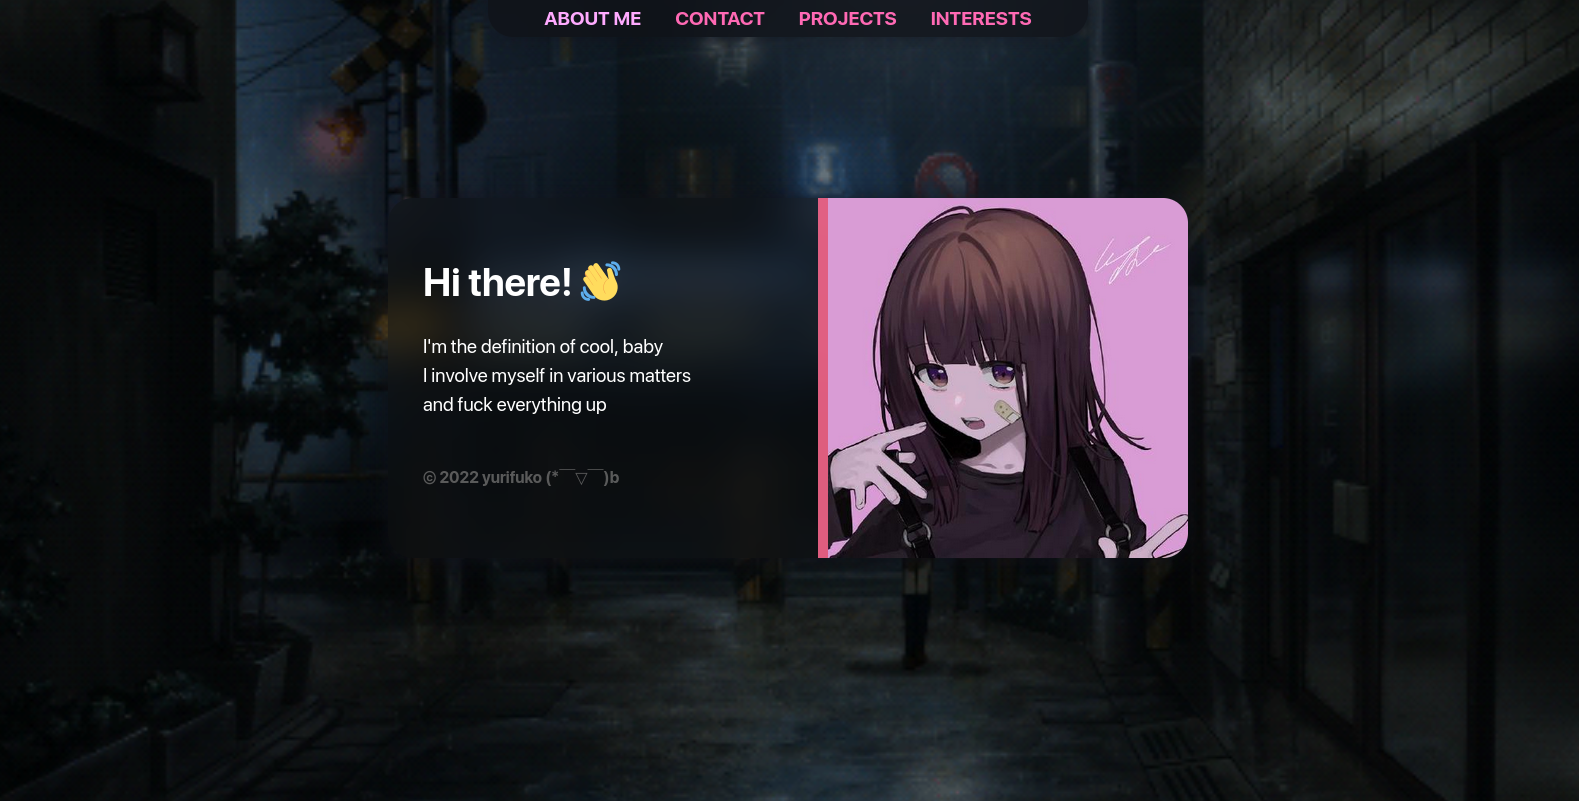 ABOUT ME CONTACT PROJECTS INTERESTS
Hi there! 👋
I'm the definition of cool, baby
I involve myself in various matters
and fuck everything up
© 2022 yurifuko (*￣▽￣)b